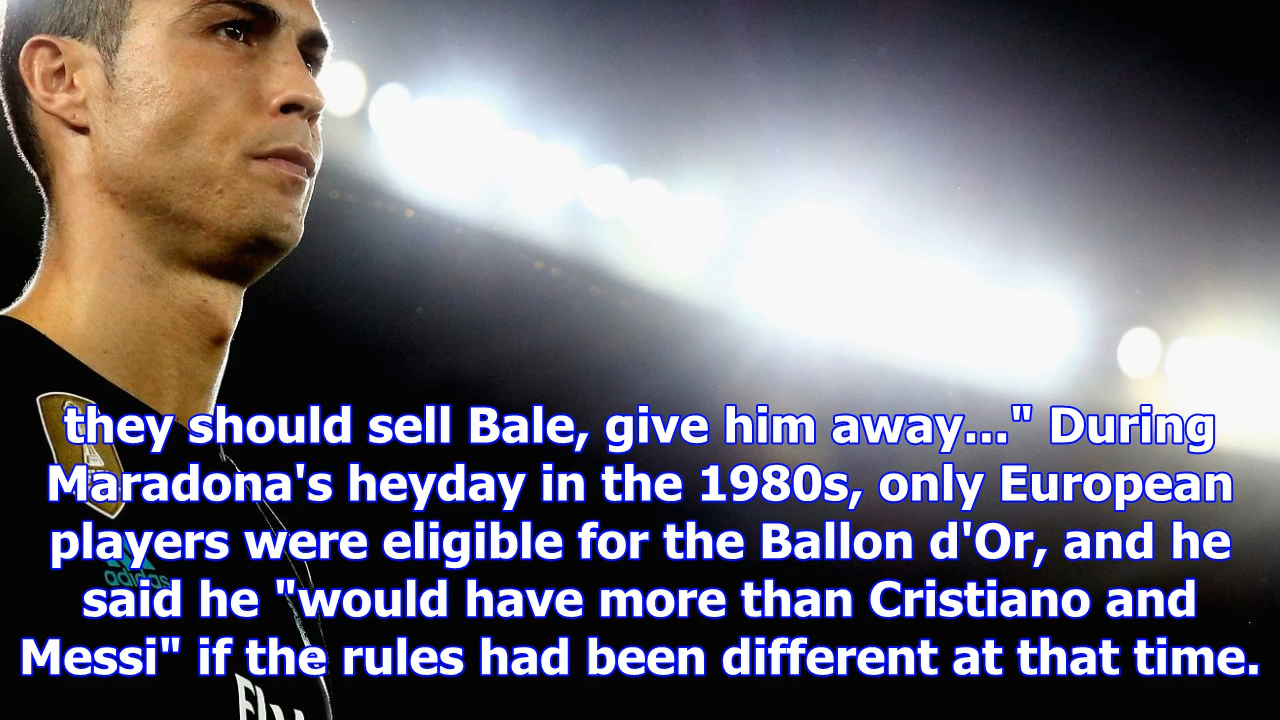 they should sell Bale, give him away..." During
Maradona's heyday in the 1980s, only European
players were eligible for the Ballon d'Or, and he
said he "would have more than Cristiano and
Messi" if the rules had been different at that time.
adidas